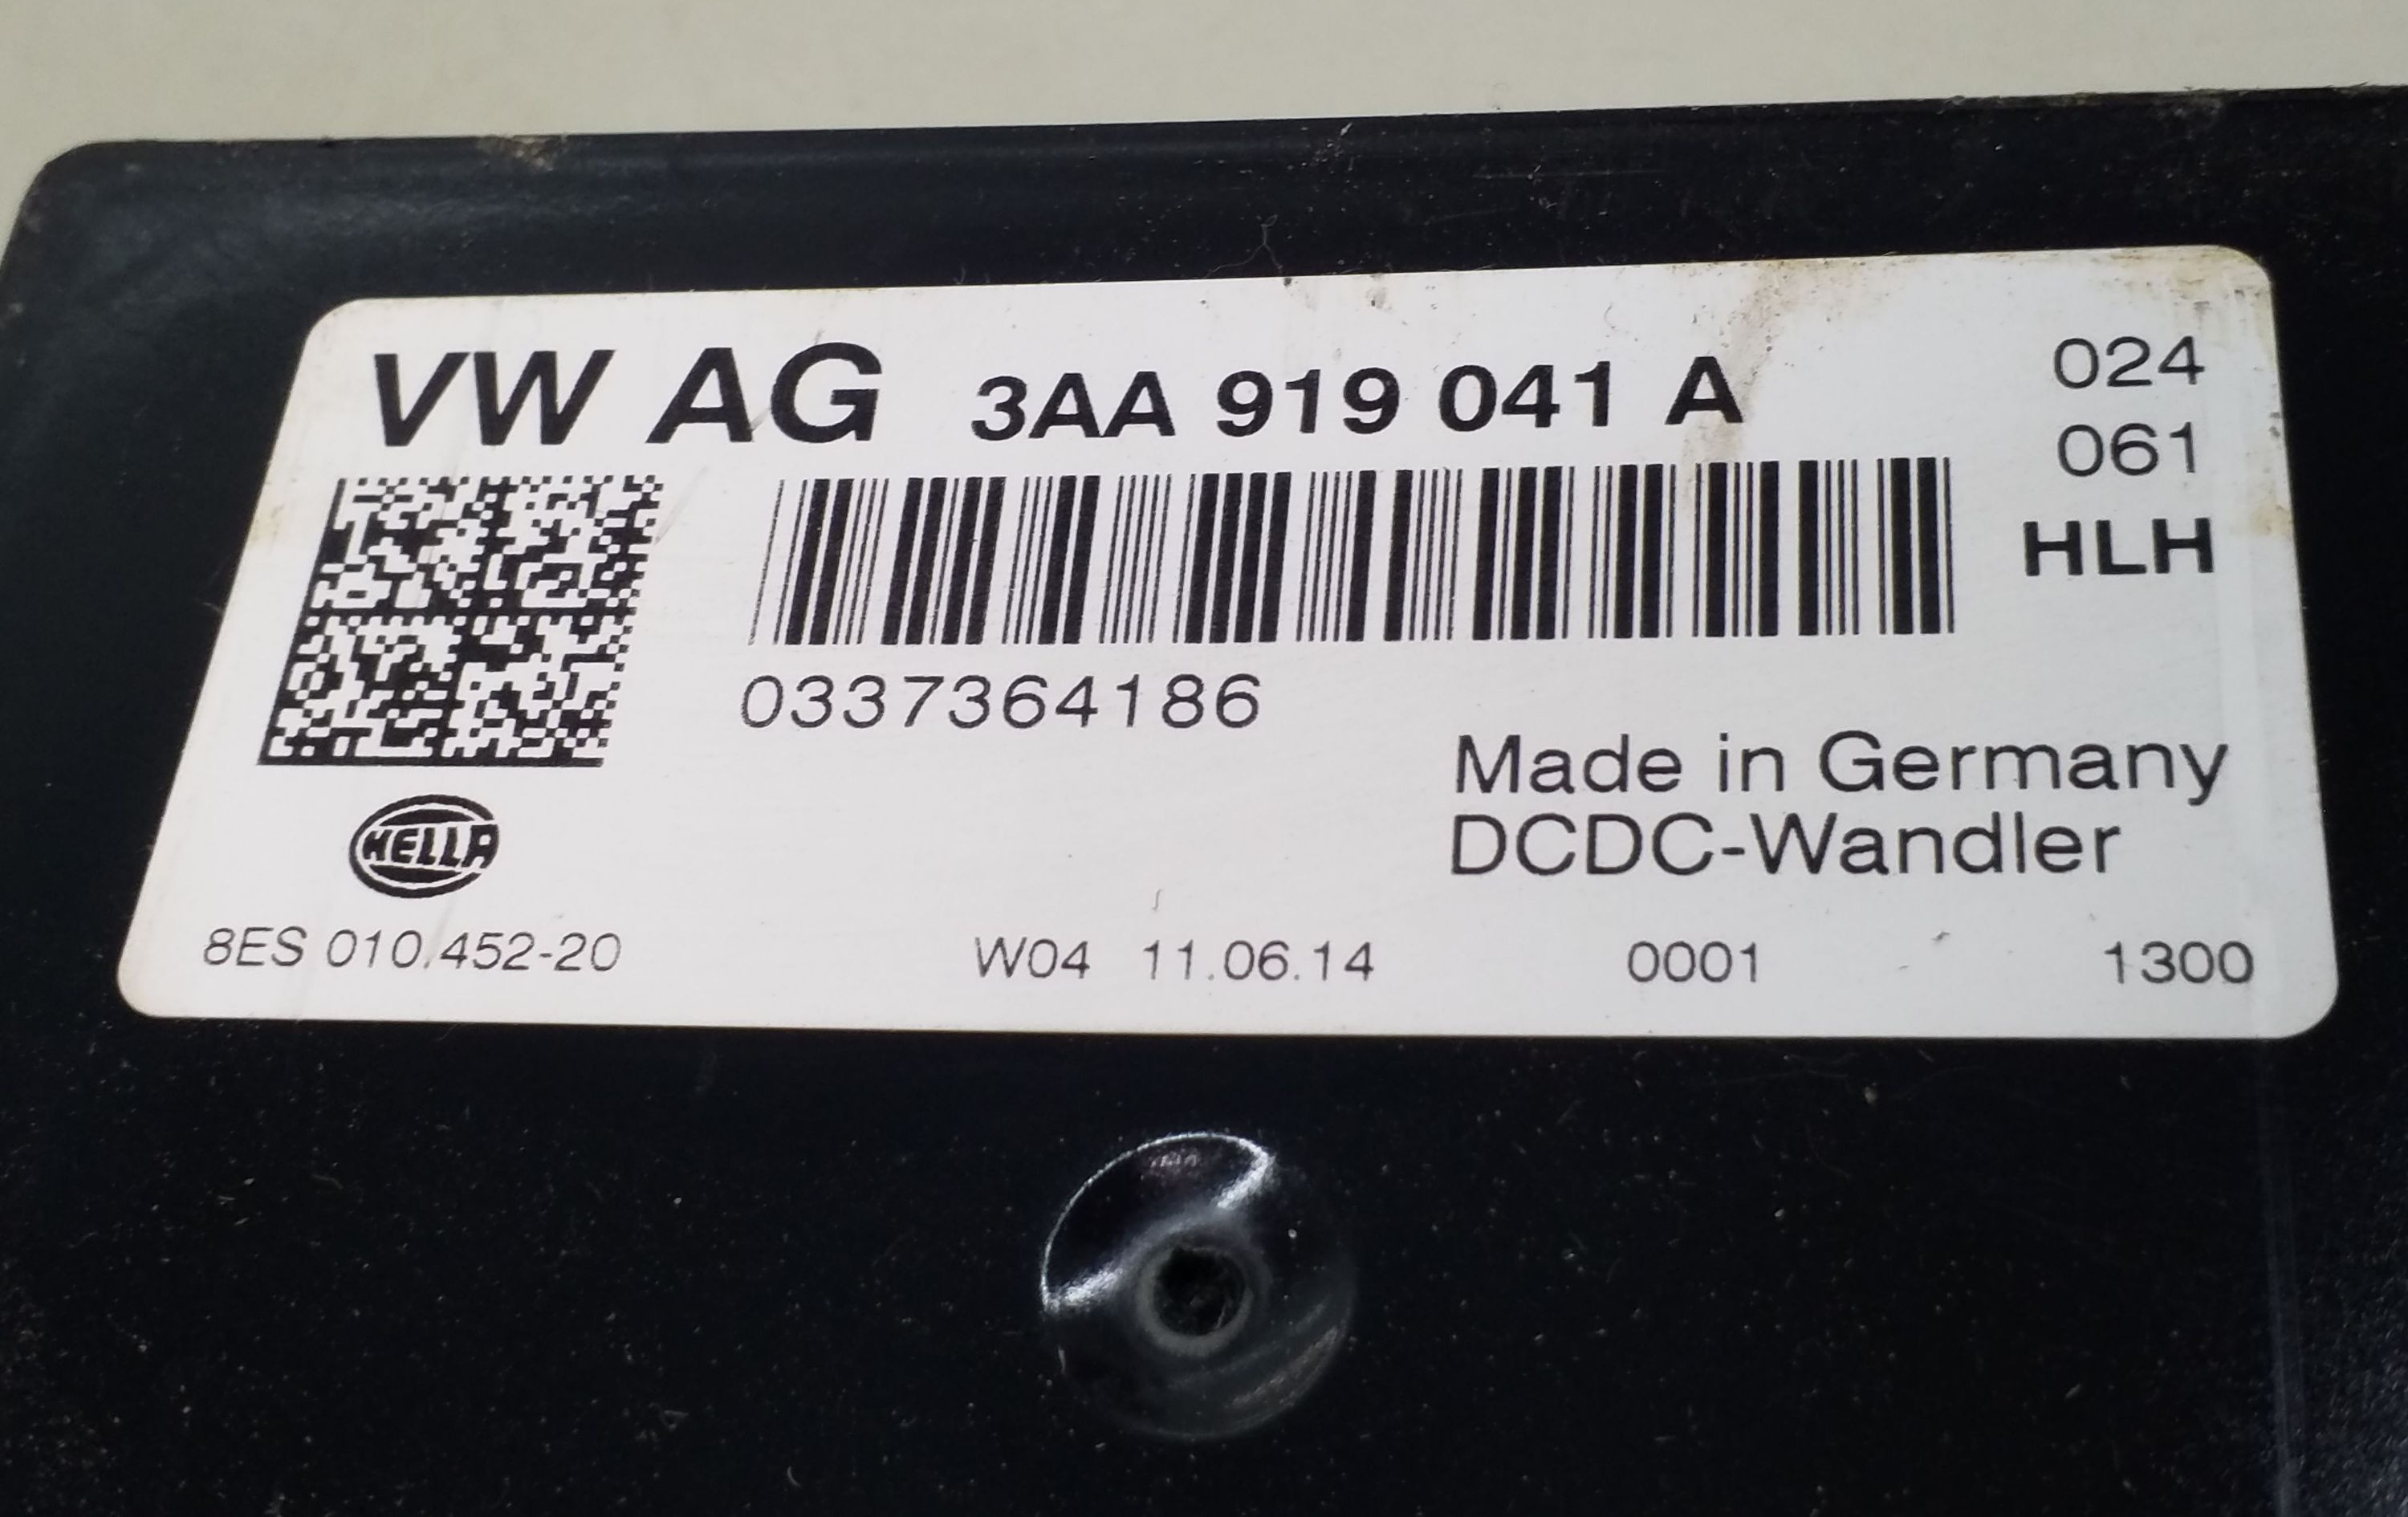 VW AG 3AA 919 041 A
024
061
HLH
0337364186
Made in Germany
DCDC-Wandler
HELLA
8ES 010.452-20 W04 11.06.14 0001 1300